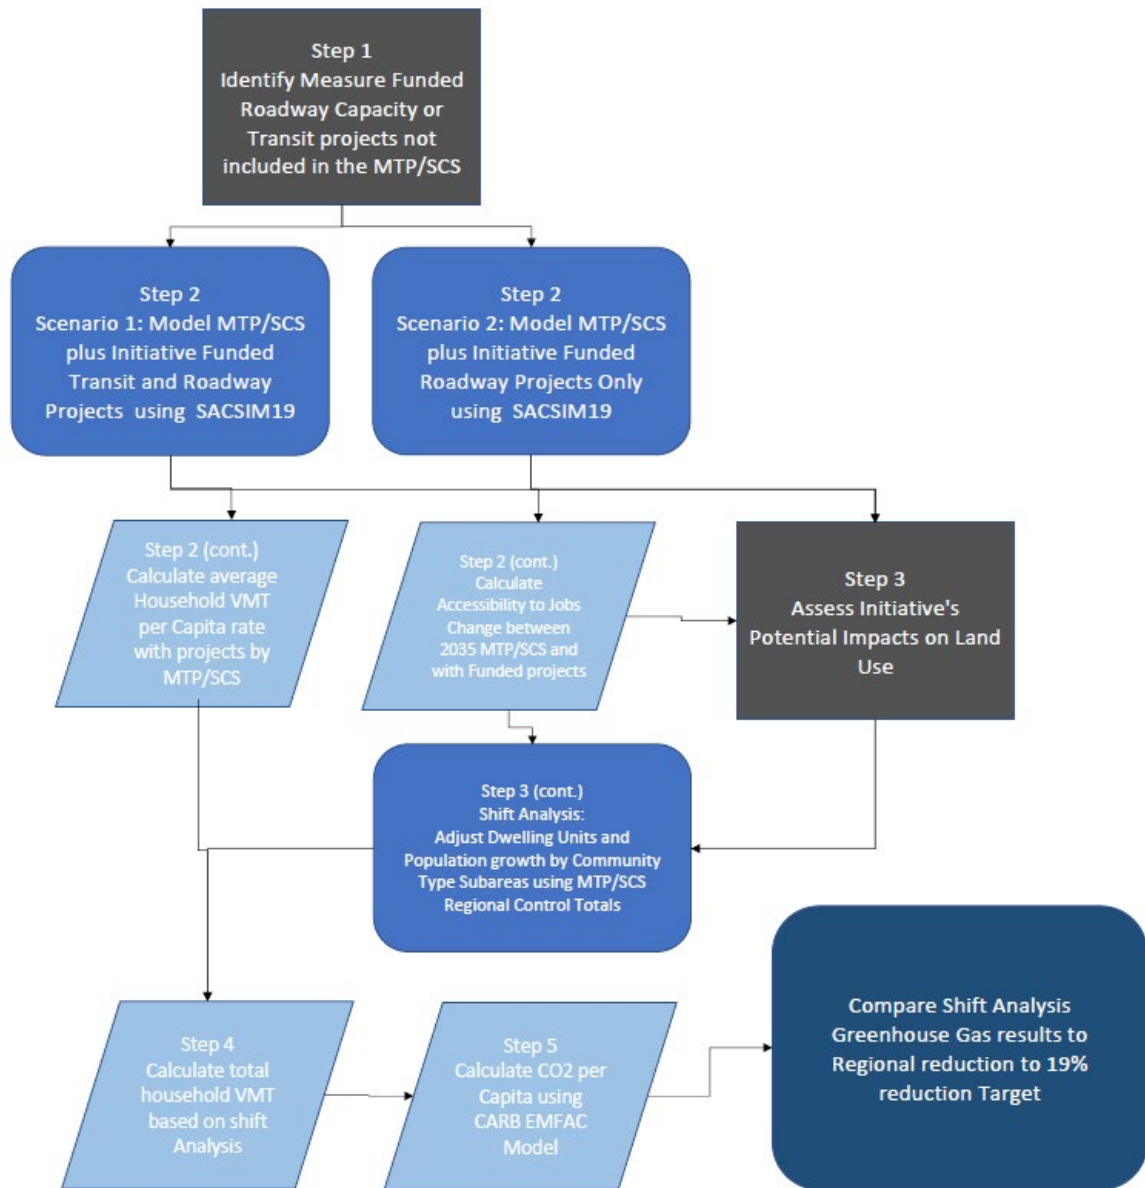 Step 1
Identify Measure Funded
Roadway Capacity or
Transit projects not
included in the MTP/SCS
Step 2
Scenario 1: Model MTP/SCS
plus Initiative Funded
Transit and Roadway
Projects using SACSIM19
Step 2
Scenario 2: Model MTP/SCS
plus Initiative Funded
Roadway Projects Only
using SACSIM19
Step 2 (cont.)
Calculate average
Household VMT
per Capita rate
with projects by
MTP/SCS
Step 2 (cont.)
Calculate
Accessibility to Jobs
Change between
2035 MTP/SCS and
with Funded projects
Step 3
Assess Initiative's
Potential Impacts on Land
Use
Step 3 (cont.)
Shift Analysis:
Adjust Dwelling Units and
Population growth by Community
Type Subareas using MTP/SCS
Regional Control Totals
Step 4
Calculate total
household VMT
based on shift
Analysis
Step 5
Calculate CO2 per
Capita using
CARB EMFAC
Model
Compare Shift Analysis
Greenhouse Gas results to
Regional reduction to 19%
reduction Target